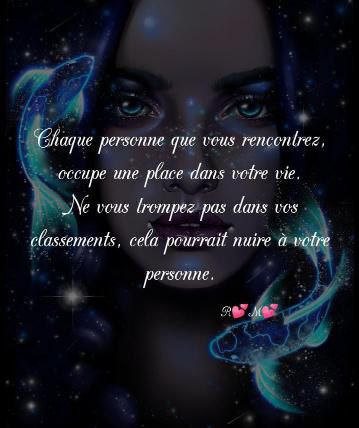 Chaque personne que vous rencontrez,
occupe une place dans votre vie.
Ne vous trompez pas dans vos
classements, cela pourrait nuire à votre
personne.
R💕M💕